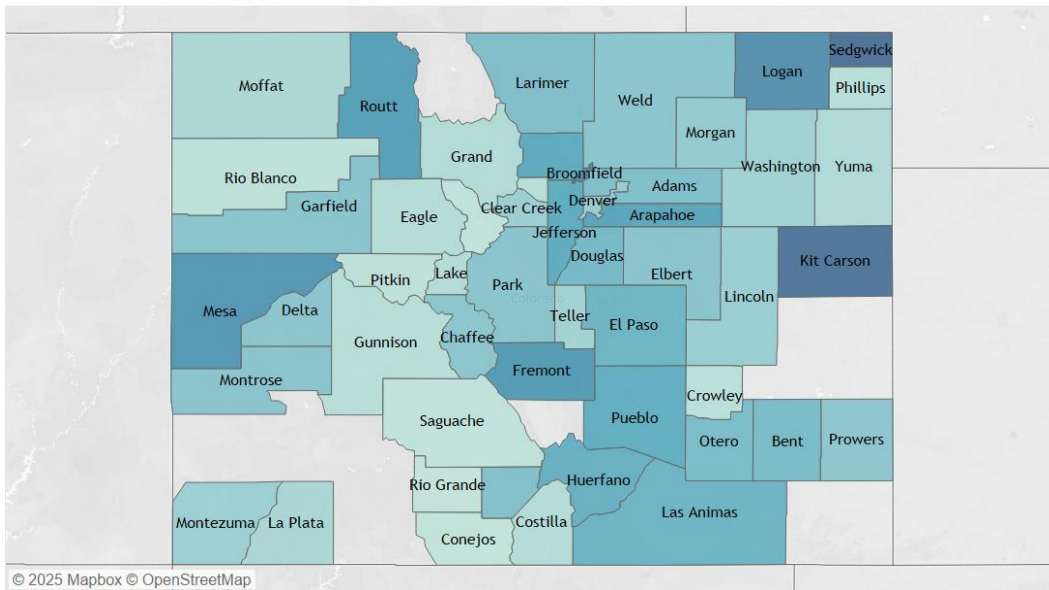 Sedgwick
Logan
Larimer
Moffat
Phillips
Weld
Routt
Morgan
Grand
Washington
Yuma
Broomfield
Rio Blanco
Adams
Denver
Garfield
Clear Creek
Eagle
Arapahoe
Jefferson
Douglas
Kit Carson
Lake
Elbert
Pitkin
Park
Lincoln
Colorado
Mesa
Delta
Teller
El Paso
Chaffee
Gunnison
Fremont
Montrose
Crowley
Pueblo
Saguache
Otero
Bent
Prowers
Huerfano
Rio Grande
Las Animas
Montezuma
La Plata
Costilla
Conejos
© 2025 Mapbox © OpenStreetMap